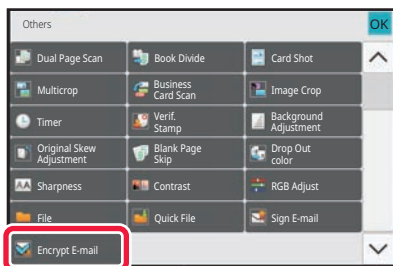 Others
OK
Dual Page Scan
Book Divide
Card Shot
Multicrop
Business
Card Scan
Image Crop
Timer
Verif.
Stamp
Background
Adjustment
Original Skew
Adjustment
Blank Page
Skip
Drop Out
color
Sharpness
Contrast
RGB Adjust
File
Quick File
Sign E-mail
Encrypt E-mail